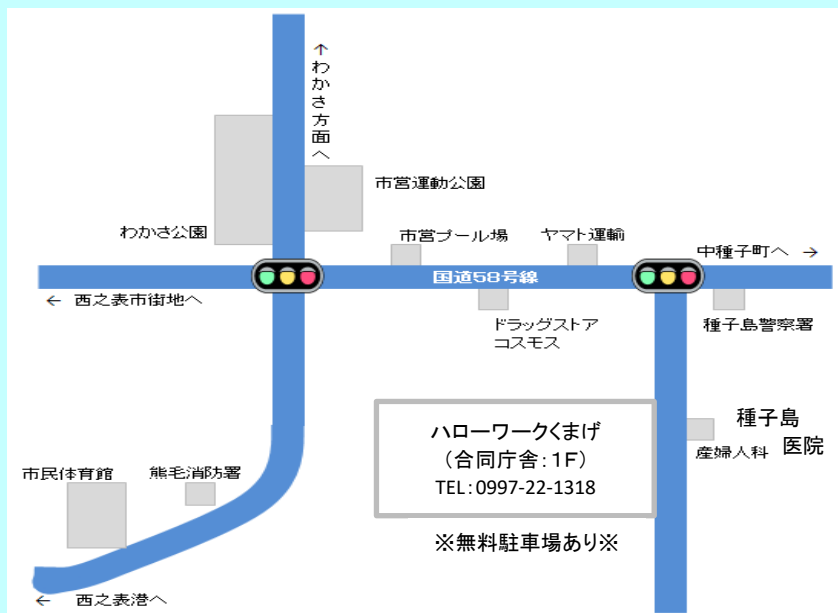 ↑わかさ方面へ
市営運動公園
わかさ公園
市営プール場
ヤマト運輸
中種子町へ →
国道58号線
← 西之表市街地へ
ドラッグストア
コスモス
種子島警察署
ハローワークくまげ
（合同庁舎：１Ｆ）
TEL：0997-22-1318
種子島
産婦人科 医院
市民体育館
熊毛消防署
※無料駐車場あり※
← 西之表港へ